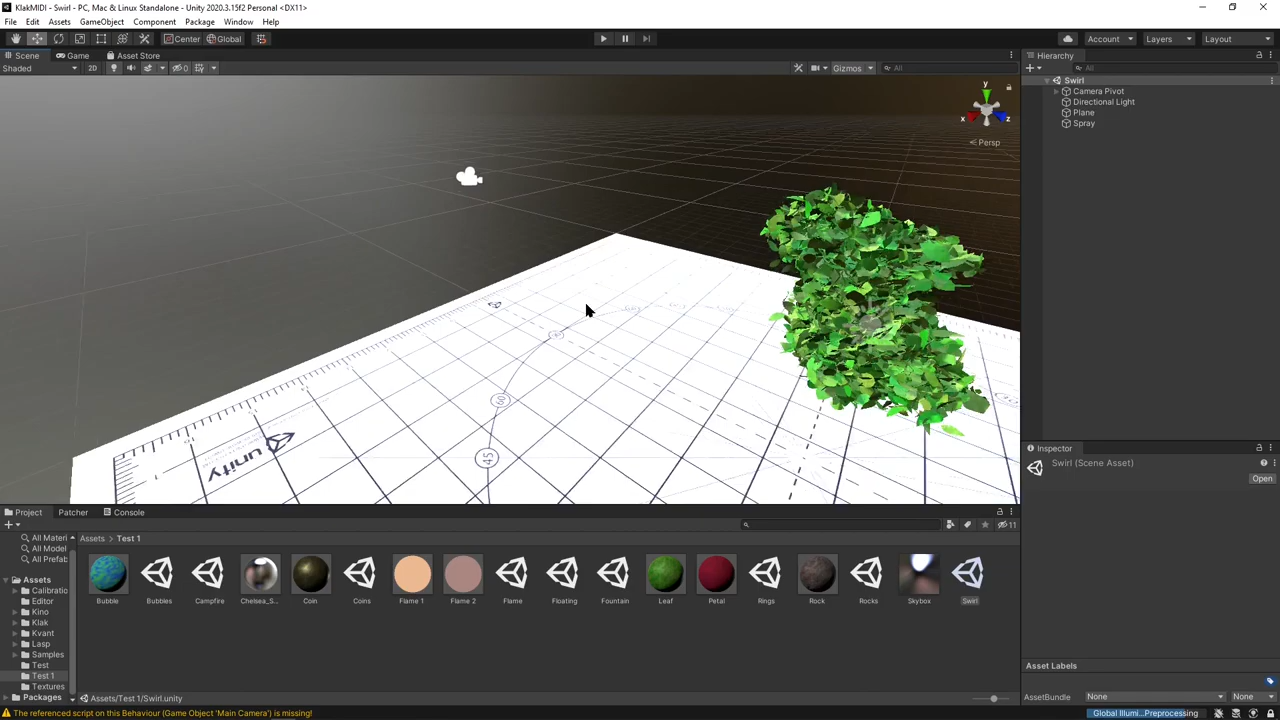 KlakMIDI - Swirl - PC, Mac & Linux Standalone - Unity 2020.3.15f2 Personal <DX11>
File Edit Assets GameObject Component Package Window Help
Center Global Account Layers Layout
Scene Game Asset Store
Shaded 2D 0 Gizmos All
Hierarchy
All
Swirl
Camera Pivot
Directional Light
Plane
Spray
y
x z
Persp
60
45
unity
Inspector
Swirl (Scene Asset)
Open
Project Patcher Console
11
All Materi
All Model
All Prefab
Assets
Calibratio
Editor
Kino
Klak
Kvant
Lasp
Samples
Test
Test 1
Textures
Packages
Assets > Test 1
Bubble Bubbles Campfire Chelsea_S... Coin Coins Flame 1 Flame 2 Flame Floating Fountain Leaf Petal Rings Rock Rocks Skybox Swirl
Assets/Test 1/Swirl.unity
Asset Labels
AssetBundle None None
The referenced script on this Behaviour (Game Object 'Main Camera') is missing!
Global Illumi...Preprocessing